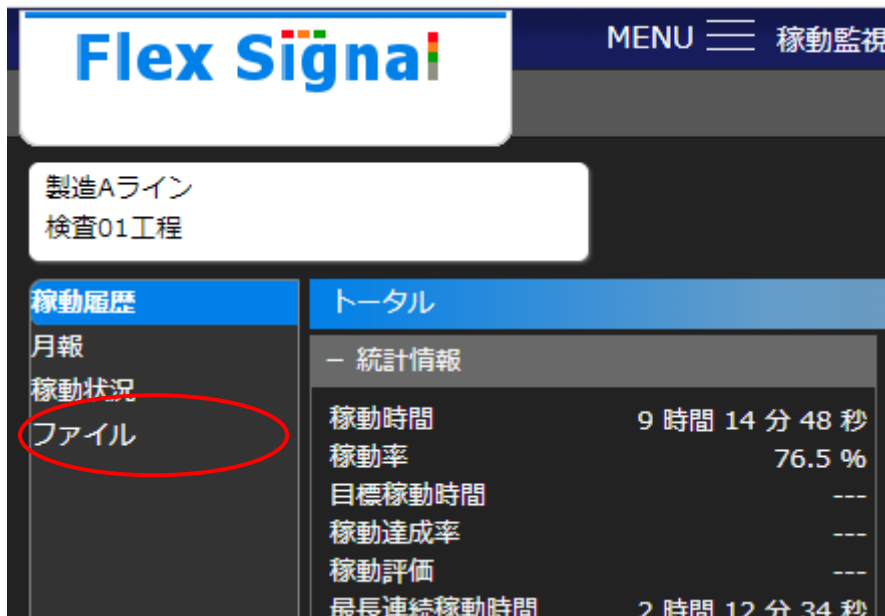 Flex Signal
MENU 稼動監視
製造Aライン
検査01工程
稼動履歴
月報
稼動状況
ファイル
トータル
− 統計情報
稼動時間 9 時間 14 分 48 秒
稼動率 76.5 %
目標稼動時間 ---
稼動達成率 ---
稼動評価 ---
最長連続稼動時間 2 時間 12 分 34 秒